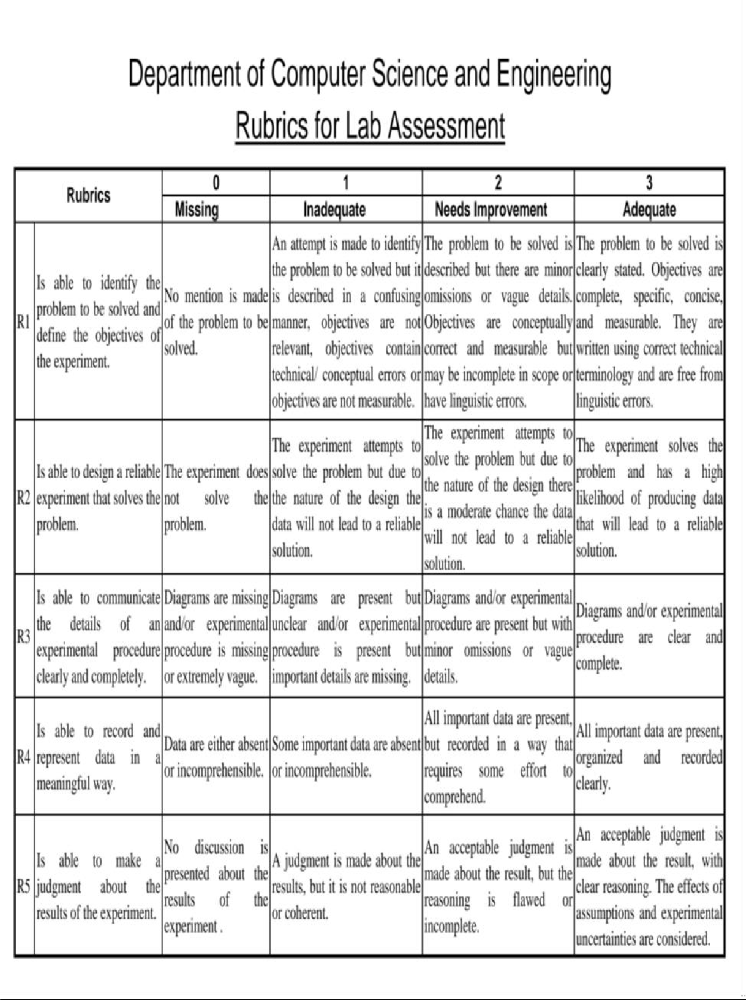 Department of Computer Science and Engineering
Rubrics for Lab Assessment
Rubrics
0
1
2
3
Missing
Inadequate
Needs Improvement
Adequate
R1
Is able to identify the
problem to be solved and
define the objectives of
the experiment.
No mention is made
of the problem to be
solved.
An attempt is made to identify
the problem to be solved but it
is described in a confusing
manner, objectives are not
relevant, objectives contain
technical/ conceptual errors or
objectives are not measurable.
The problem to be solved is
described but there are minor
omissions or vague details.
Objectives are conceptually
correct and measurable but
may be incomplete in scope or
have linguistic errors.
The problem to be solved is
clearly stated. Objectives are
complete, specific, concise,
and measurable. They are
written using correct technical
terminology and are free from
linguistic errors.
R2
Is able to design a reliable
experiment that solves the
problem.
The experiment does
not solve the
problem.
The experiment attempts to
solve the problem but due to
the nature of the design the
data will not lead to a reliable
solution.
The experiment attempts to
solve the problem but due to
the nature of the design there
is a moderate chance the data
will not lead to a reliable
solution.
The experiment solves the
problem and has a high
likelihood of producing data
that will lead to a reliable
solution.
R3
Is able to communicate
the details of an
experimental procedure
clearly and completely.
Diagrams are missing
and/or experimental
procedure is missing
or extremely vague.
Diagrams are present but
unclear and/or experimental
procedure is present but
important details are missing.
Diagrams and/or experimental
procedure are present but with
minor omissions or vague
details.
Diagrams and/or experimental
procedure are clear and
complete.
R4
Is able to record and
represent data in a
meaningful way.
Data are either absent
or incomprehensible.
Some important data are absent
or incomprehensible.
All important data are present,
but recorded in a way that
requires some effort to
comprehend.
All important data are present,
organized and recorded
clearly.
R5
Is able to make a
judgment about the
results of the experiment.
No discussion is
presented about the
results of the
experiment .
A judgment is made about the
results, but it is not reasonable
or coherent.
An acceptable judgment is
made about the result, but the
reasoning is flawed or
incomplete.
An acceptable judgment is
made about the result, with
clear reasoning. The effects of
assumptions and experimental
uncertainties are considered.